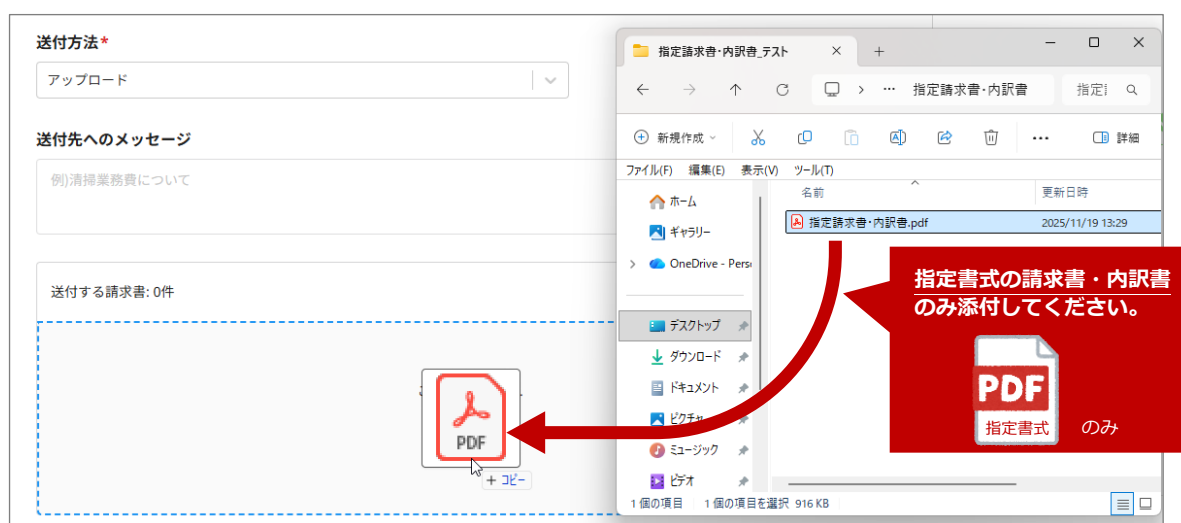 送付方法*
アップロード
送付先へのメッセージ
例)清掃業務費について
送付する請求書: 0件
PDF
+ コピー
指定請求書・内訳書_テスト
指定請求書・内訳書
新規作成
詳細
ファイル(F) 編集(E) 表示(V) ツール(T)
名前
更新日時
ホーム
ギャラリー
OneDrive - Perso
デスクトップ
ダウンロード
ドキュメント
ピクチャ
ミュージック
ビデオ
指定請求書・内訳書.pdf
2025/11/19 13:29
1 個の項目
1 個の項目を選択 916 KB
指定書式の請求書・内訳書
のみ添付してください。
PDF
指定書式
のみ